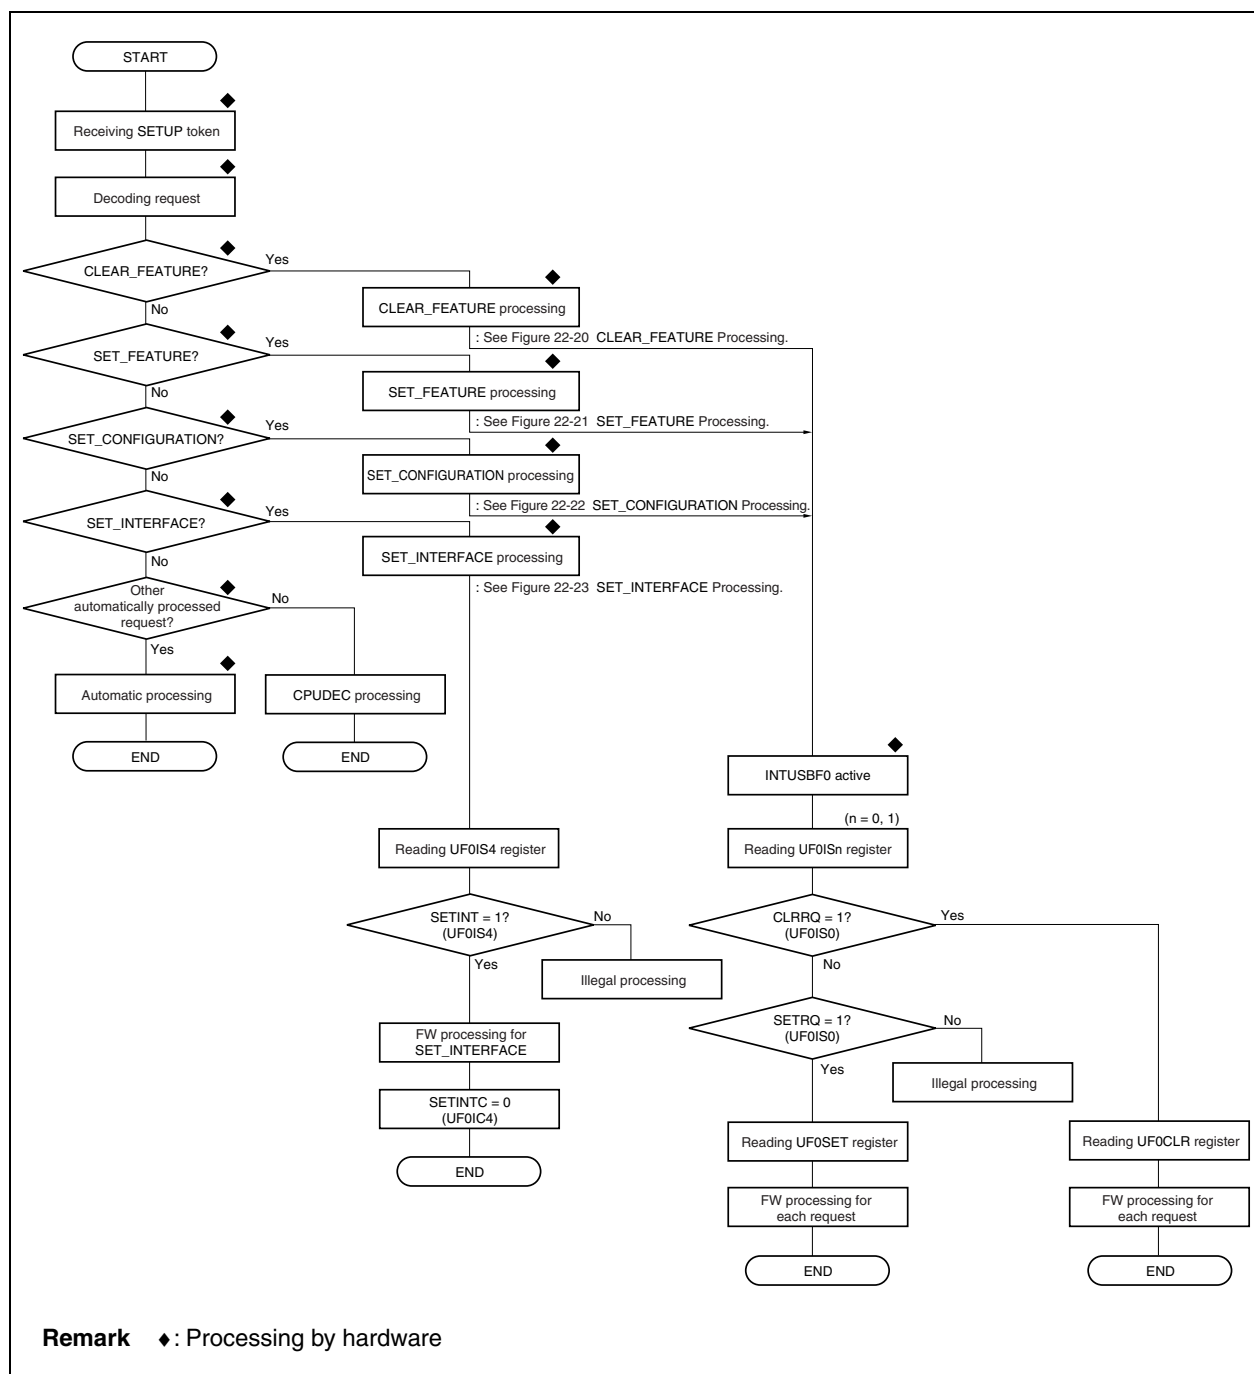 START
Receiving SETUP token
Decoding request
CLEAR_FEATURE?
Yes
No
CLEAR_FEATURE processing
: See Figure 22-20 CLEAR_FEATURE Processing.
SET_FEATURE?
Yes
No
SET_FEATURE processing
: See Figure 22-21 SET_FEATURE Processing.
SET_CONFIGURATION?
Yes
No
SET_CONFIGURATION processing
: See Figure 22-22 SET_CONFIGURATION Processing.
SET_INTERFACE?
Yes
No
SET_INTERFACE processing
: See Figure 22-23 SET_INTERFACE Processing.
Other
automatically processed
request?
No
Yes
Automatic processing
CPUDEC processing
END
END
INTUSBF0 active
(n = 0, 1)
Reading UF0IS4 register
Reading UF0ISn register
SETINT = 1?
(UF0IS4)
No
Yes
Illegal processing
CLRRQ = 1?
(UF0IS0)
Yes
No
FW processing for
SET_INTERFACE
SETINTC = 0
(UF0IC4)
END
SETRQ = 1?
(UF0IS0)
No
Yes
Illegal processing
Reading UF0SET register
Reading UF0CLR register
FW processing for
each request
FW processing for
each request
END
END
Remark ♦: Processing by hardware